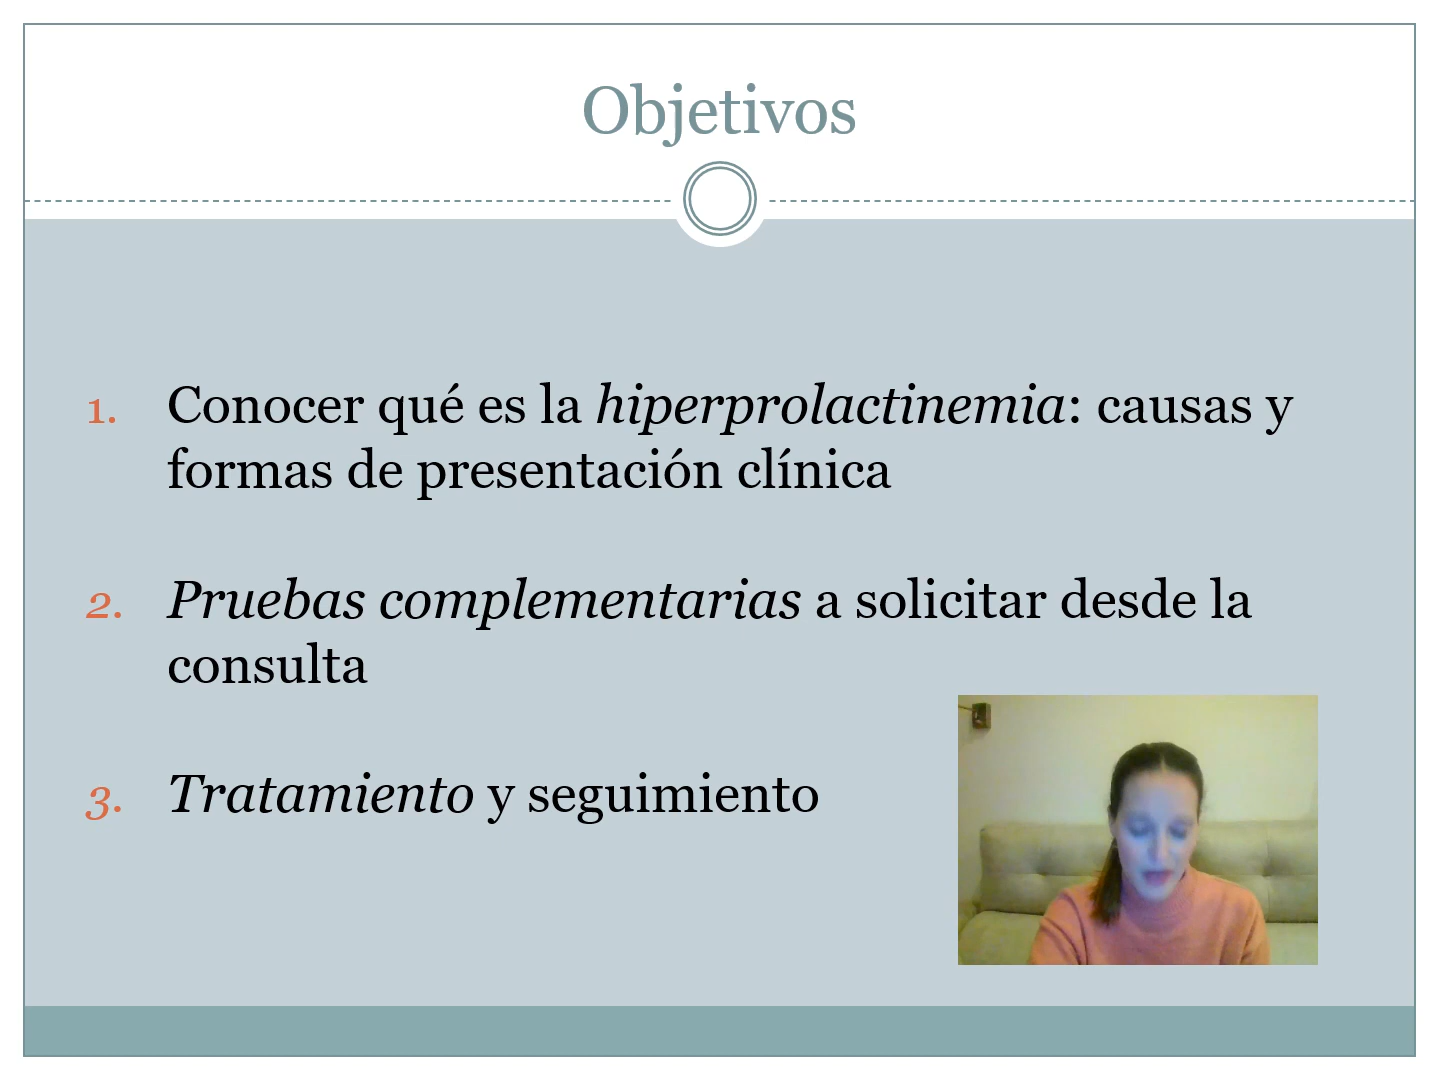 Objetivos
1. Conocer qué es la hiperprolactinemia: causas y
formas de presentación clínica
2. Pruebas complementarias a solicitar desde la
consulta
3. Tratamiento y seguimiento